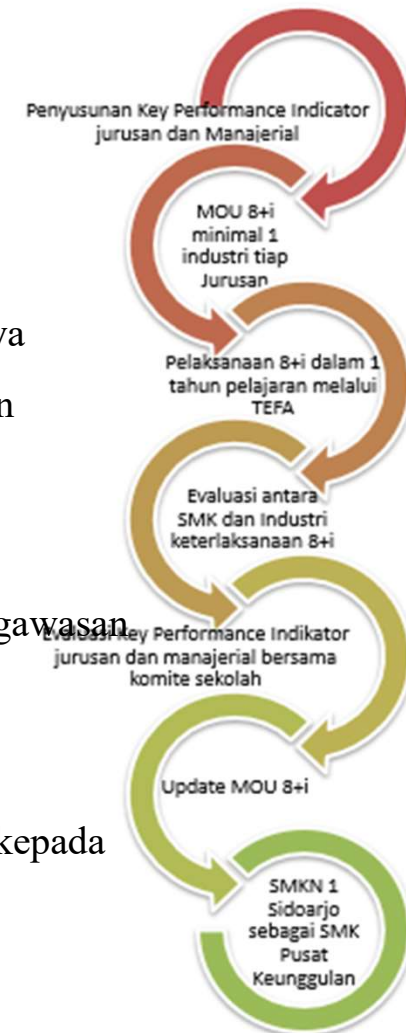 Penyusunan Key Performance Indicator
jurusan dan Manajerial
MOU 8+i
minimal 1
industri tiap
Jurusan
Pelaksanaan 8+i dalam 1
tahun pelajaran melalui
TEFA
Evaluasi antara
SMK dan Industri
keterlaksanaan 8+i
gawasan
Evaluasi Key Performance Indikator
jurusan dan manajerial bersama
komite sekolah
Update MOU 8+i
kepada
SMKN 1
Sidoarjo
sebagai SMK
Pusat
Keunggulan